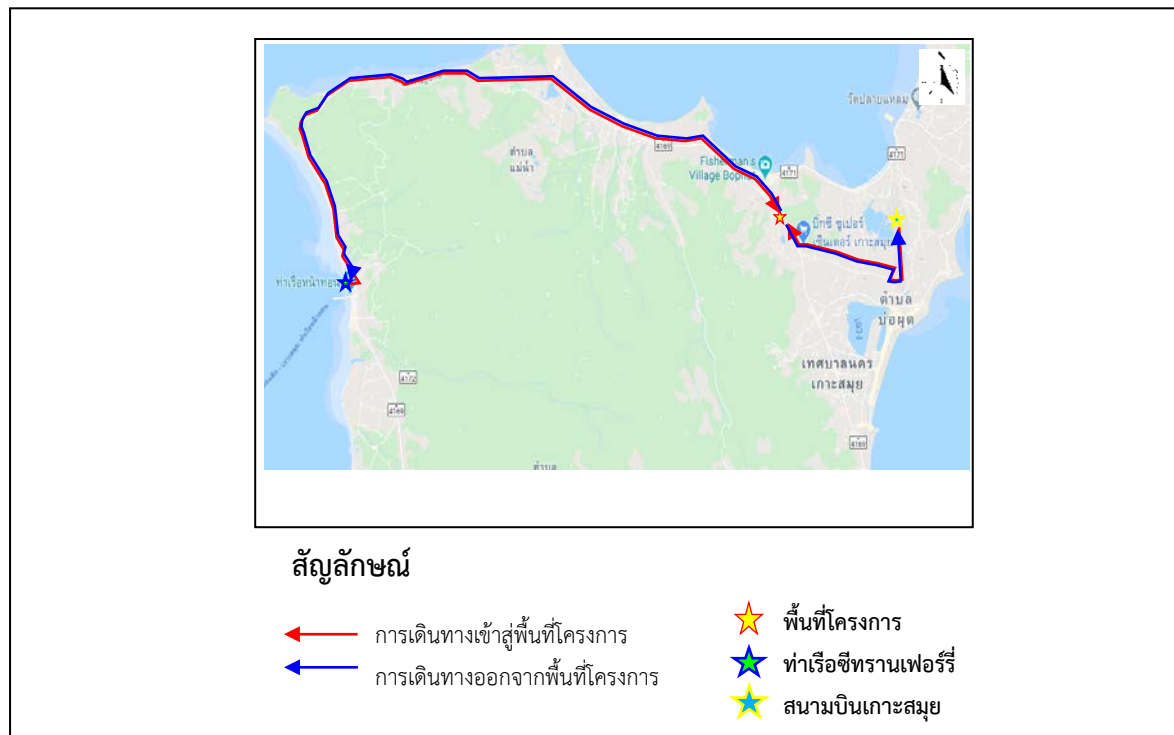 วัดปลายแหลม
4171
4169
ตำบล
แม่น้ำ
Fisherman's
Village Bophut
4171
บิ๊กซี ซูเปอร์
เซ็นเตอร์ เกาะสมุย
ท่าเรือหน้าทอน
ตำบล
บ่อผุด
เทศบาลนคร
เกาะสมุย
4172
4169
4169
ตำบล
สัญลักษณ์
การเดินทางเข้าสู่พื้นที่โครงการ
การเดินทางออกจากพื้นที่โครงการ
พื้นที่โครงการ
ท่าเรือซีทรานเฟอร์รี่
สนามบินเกาะสมุย